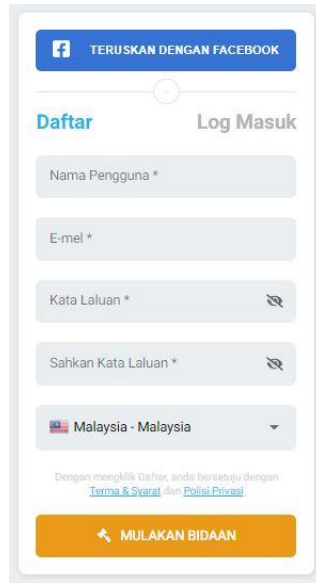 TERUSKAN DENGAN FACEBOOK
Daftar
Log Masuk
Nama Pengguna *
E-mel *
Kata Laluan *
Sahkan Kata Laluan *
Malaysia - Malaysia
Dengan mengklik Daftar, anda bersetuju dengan
Terma & Syarat dan Polisi Privasi
MULAKAN BIDAAN